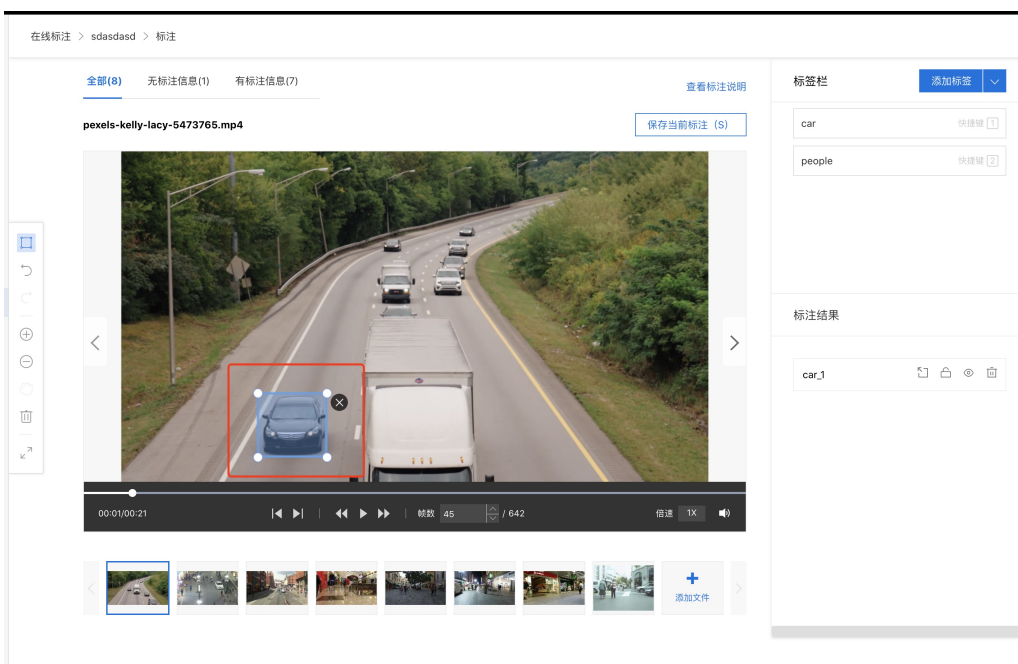 在线标注 > sdasdasd > 标注
全部(8) 无标注信息(1) 有标注信息(7)
查看标注说明
pexels-kelly-lacy-5473765.mp4
保存当前标注（S）
00:01/00:21
帧数 45 / 642
倍速 1X
添加文件
标签栏
添加标签
car 快捷键 1
people 快捷键 2
标注结果
car_1